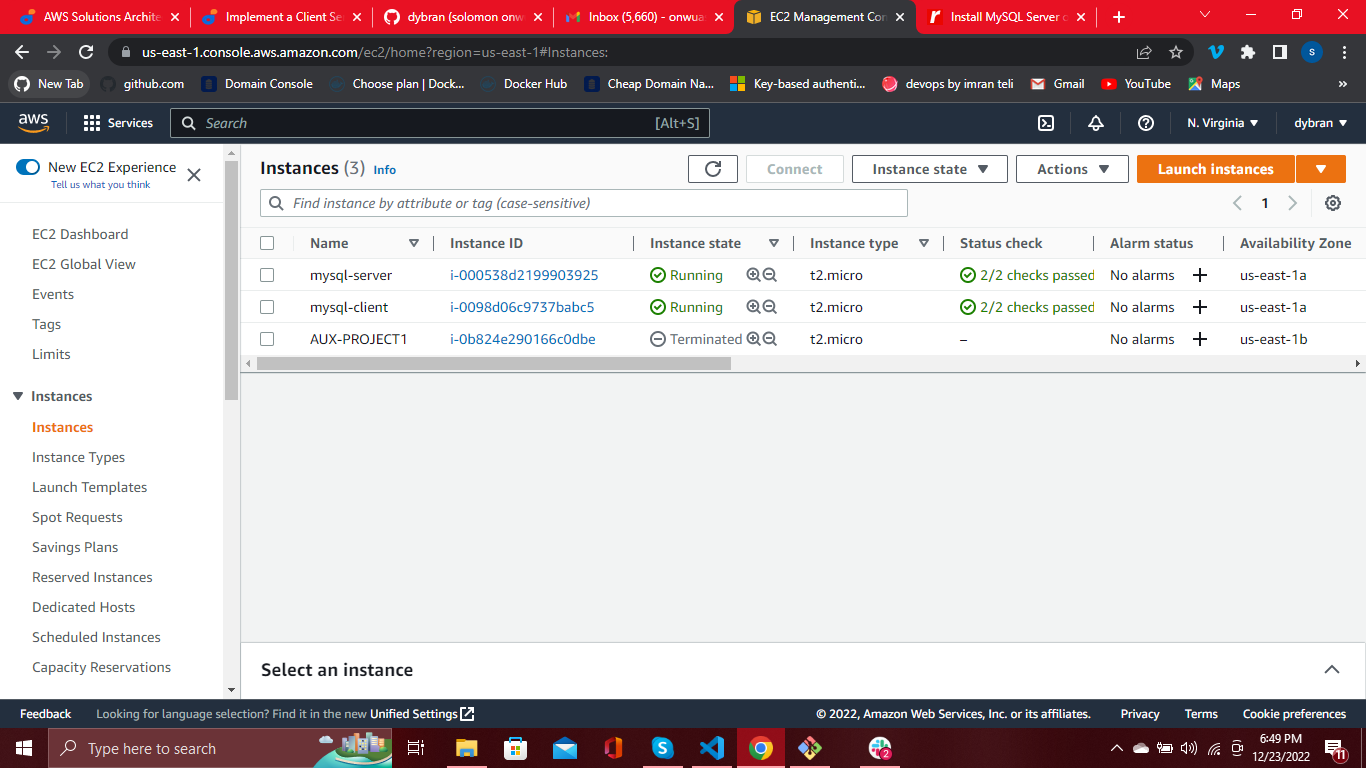 AWS Solutions Archite
Implement a Client Se
dybran (solomon onw
Inbox (5,660) - onwua
EC2 Management Con
Install MySQL Server o
us-east-1.console.aws.amazon.com/ec2/home?region=us-east-1#Instances:
s
New Tab
github.com
Domain Console
Choose plan | Dock...
Docker Hub
Cheap Domain Na...
Key-based authenti...
devops by imran teli
Gmail
YouTube
Maps
»
aws
Services
Search
[Alt+S]
N. Virginia
dybran
New EC2 Experience
Tell us what you think
EC2 Dashboard
EC2 Global View
Events
Tags
Limits
Instances
Instances
Instance Types
Launch Templates
Spot Requests
Savings Plans
Reserved Instances
Dedicated Hosts
Scheduled Instances
Capacity Reservations
Instances (3) Info
Connect
Instance state
Actions
Launch instances
Find instance by attribute or tag (case-sensitive)
1
Name Instance ID Instance state Instance type Status check Alarm status Availability Zone
mysql-server i-000538d2199903925 Running t2.micro 2/2 checks passed No alarms us-east-1a
mysql-client i-0098d06c9737babc5 Running t2.micro 2/2 checks passed No alarms us-east-1a
AUX-PROJECT1 i-0b824e290166c0dbe Terminated t2.micro – No alarms us-east-1b
Select an instance
Feedback Looking for language selection? Find it in the new Unified Settings © 2022, Amazon Web Services, Inc. or its affiliates. Privacy Terms Cookie preferences
Type here to search
2
6:49 PM
12/23/2022
11